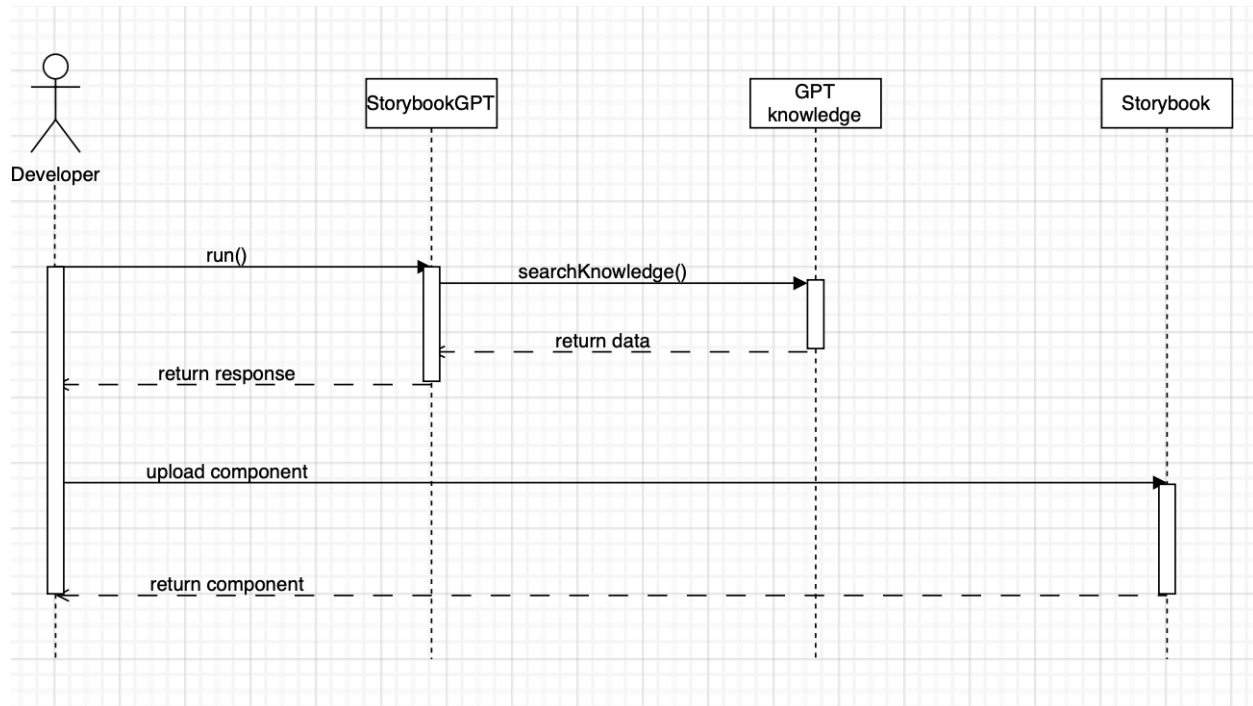 StorybookGPT
GPT
knowledge
Storybook
Developer
run()
searchKnowledge()
return data
return response
upload component
return component